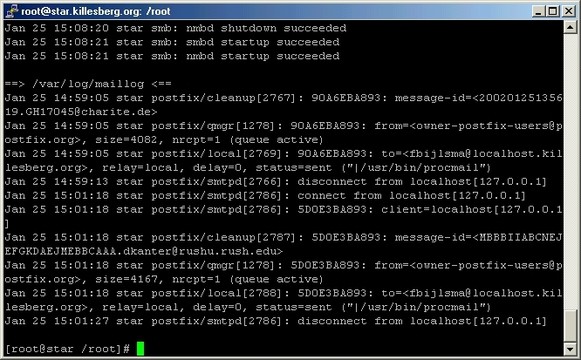 root@star.killesberg.org: /root
Jan 25 15:08:20 star smb: nmbd shutdown succeeded
Jan 25 15:08:21 star smb: smbd startup succeeded
Jan 25 15:08:21 star smb: nmbd startup succeeded
==> /var/log/maillog <==
Jan 25 14:59:05 star postfix/cleanup[2767]: 90A6EBA893: message-id=<200201251356
19.GH17045@charite.de>
Jan 25 14:59:05 star postfix/qmgr[1278]: 90A6EBA893: from=<owner-postfix-users@p
ostfix.org>, size=4082, nrcpt=1 (queue active)
Jan 25 14:59:05 star postfix/local[2769]: 90A6EBA893: to=<fbijlsma@localhost.kil
lesberg.org>, relay=local, delay=0, status=sent ("|/usr/bin/procmail")
Jan 25 14:59:13 star postfix/smtpd[2766]: disconnect from localhost[127.0.0.1]
Jan 25 15:01:18 star postfix/smtpd[2786]: connect from localhost[127.0.0.1]
Jan 25 15:01:18 star postfix/smtpd[2786]: 5D0E3BA893: client=localhost[127.0.0.1
]
Jan 25 15:01:18 star postfix/cleanup[2787]: 5D0E3BA893: message-id=<MBBBIIABCNEJ
EFGKDAEJMEBBCAAA.dkanter@rushu.rush.edu>
Jan 25 15:01:18 star postfix/qmgr[1278]: 5D0E3BA893: from=<owner-postfix-users@p
ostfix.org>, size=4167, nrcpt=1 (queue active)
Jan 25 15:01:18 star postfix/local[2788]: 5D0E3BA893: to=<fbijlsma@localhost.kil
lesberg.org>, relay=local, delay=0, status=sent ("|/usr/bin/procmail")
Jan 25 15:01:27 star postfix/smtpd[2786]: disconnect from localhost[127.0.0.1]
[root@star /root]#